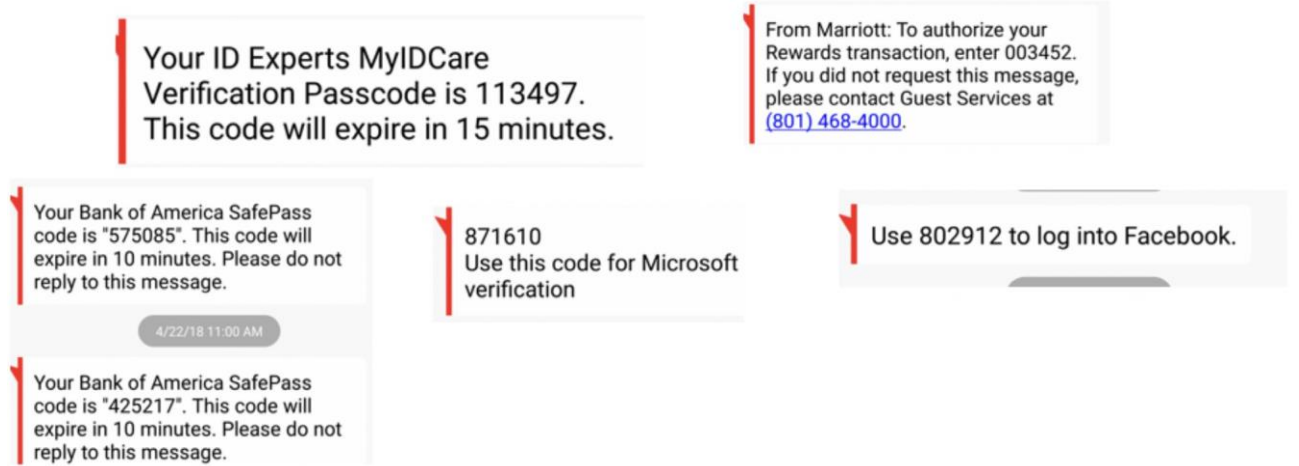 Your ID Experts MyIDCare
Verification Passcode is 113497.
This code will expire in 15 minutes.
From Marriott: To authorize your
Rewards transaction, enter 003452.
If you did not request this message,
please contact Guest Services at
(801) 468-4000.
Your Bank of America SafePass
code is "575085". This code will
expire in 10 minutes. Please do not
reply to this message.
4/22/18 11:00 AM
Your Bank of America SafePass
code is "425217". This code will
expire in 10 minutes. Please do not
reply to this message.
871610
Use this code for Microsoft
verification
Use 802912 to log into Facebook.